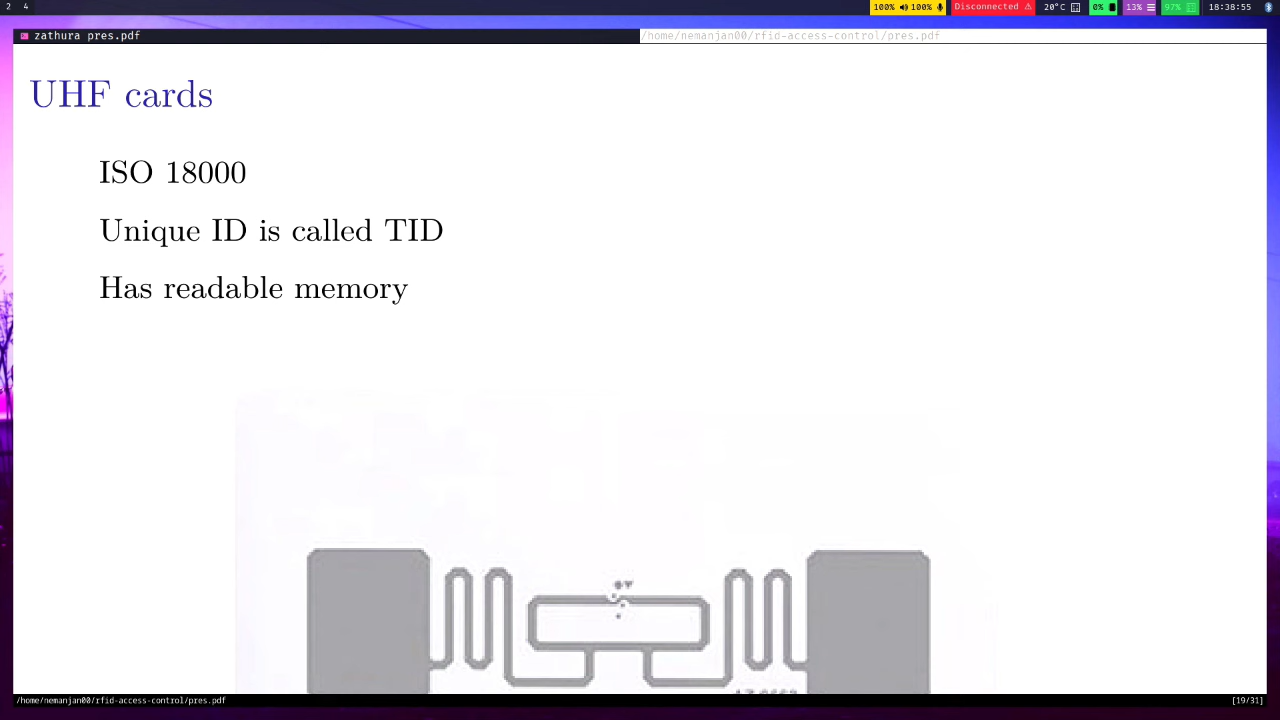 2 4
100% 100% Disconnected 20°C 0% 13% 97% 18:38:55
zathura pres.pdf
/home/nemanjan00/rfid-access-control/pres.pdf
UHF cards
ISO 18000
Unique ID is called TID
Has readable memory
/home/nemanjan00/rfid-access-control/pres.pdf
[19/31]